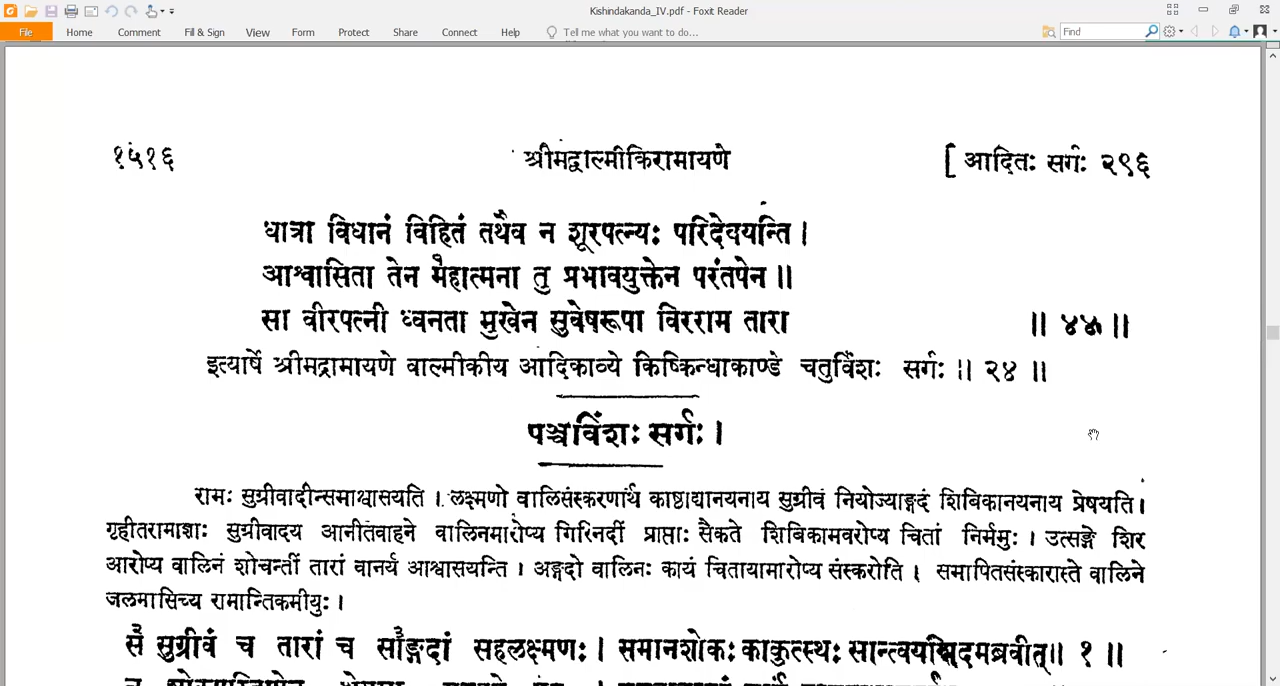 Kishindakanda_IV.pdf - Foxit Reader
File Home Comment Fill & Sign View Form Protect Share Connect Help Tell me what you want to do... Find
१५१६ श्रीमद्वाल्मीकिरामायणे [ आदितः सर्गः २९६
धात्रा विधानं विहितं तथैव न शूरपत्न्यः परिदेवयन्ति ।
आश्वासिता तेन महात्मना तु प्रभावयुक्तेन परंतपेन ॥
सा वीरपत्नी ध्वनता मुखेन सुवेषरूपा विरराम तारा ॥ ४४ ॥
इत्यार्षे श्रीमद्रामायणे वाल्मीकीय आदिकाव्ये किष्किन्धाकाण्डे चतुर्विंशः सर्गः ॥ २४ ॥
पञ्चविंशः सर्गः ।
रामः सुग्रीवादीन्समाश्वासयति । लक्ष्मणो वालिसंस्करणार्थं काष्ठाद्यानयनाय सुग्रीवं नियोज्याङ्गदं शिबिकानयनाय प्रेषयति ।
गृहीतरामाज्ञाः सुग्रीवादय आनीतवाहने वालिनमारोप्य गिरिनदीं प्राप्ताः सैकते शिबिकामवरोप्य चितां निर्ममुः । उत्सङ्गे शिर
आरोप्य वालिनं शोचन्तीं तारां वानर्य आश्वासयन्ति । अङ्गदो वालिनः कायं चितायामारोप्य संस्करोति । समापितसंस्कारास्ते वालिने
जलमासिच्य रामान्तिकमीयुः ।
सै सुग्रीवं च तारां च साङ्गदां सहलक्ष्मणः । समानशोकः काकुत्स्थः सान्त्वयन्निदमब्रवीत् ॥ १ ॥